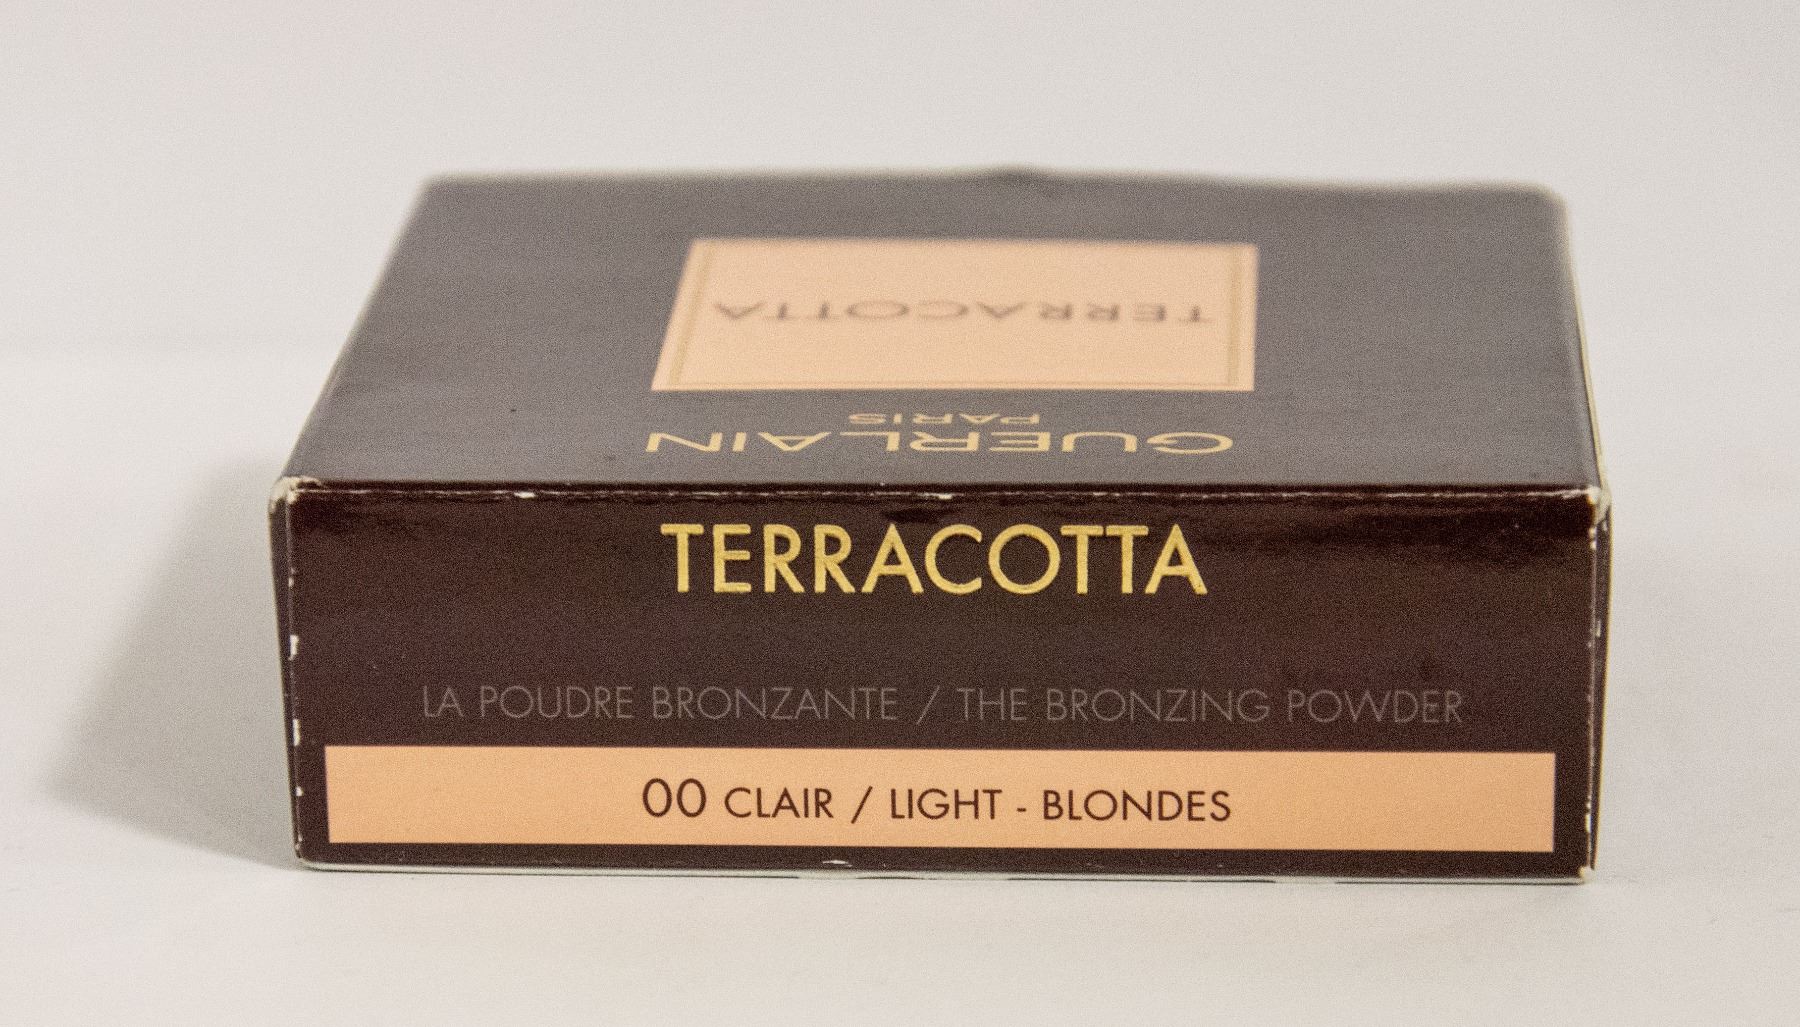 TERRACOTTA
GUERLAIN
PARIS
TERRACOTTA
LA POUDRE BRONZANTE / THE BRONZING POWDER
00 CLAIR / LIGHT - BLONDES